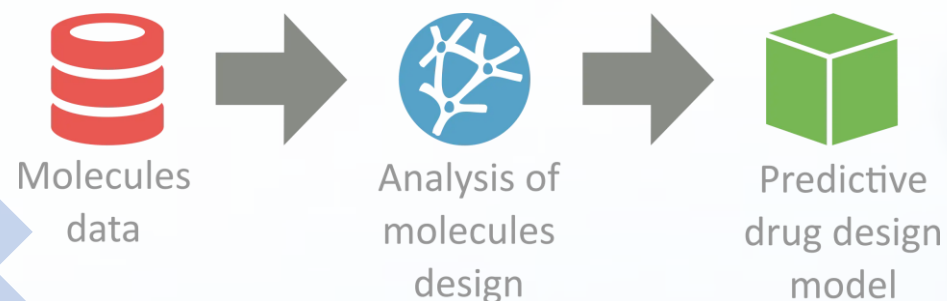 Molecules
data
Analysis of
molecules
design
Predictive
drug design
model